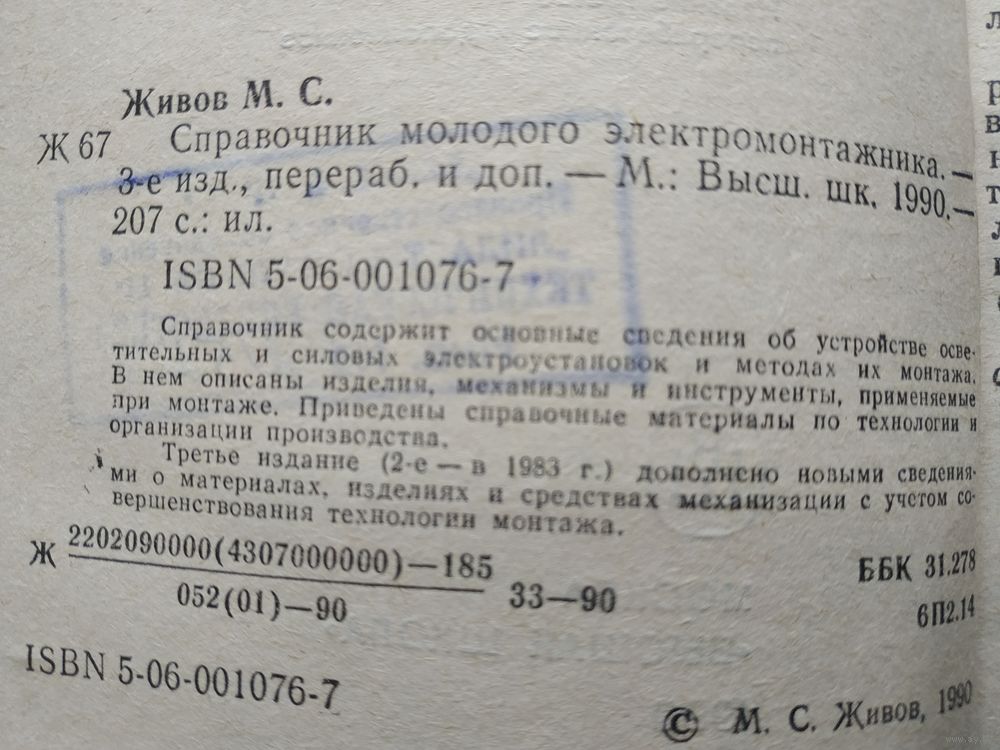 Живов М. С.
Ж 67 Справочник молодого электромонтажника.—
3-е изд., перераб. и доп. — М.: Высш. шк. 1990.—
207 с.: ил.
ISBN 5-06-001076-7
Справочник содержит основные сведения об устройстве осве-
тительных и силовых электроустановок и методах их монтажа.
В нем описаны изделия, механизмы и инструменты, применяемые
при монтаже. Приведены справочные материалы по технологии и
организации производства.
Третье издание (2-е — в 1983 г.) дополнено новыми сведения-
ми о материалах, изделиях и средствах механизации с учетом со-
вершенствования технологии монтажа.
Ж 2202090000(4307000000)—185
052(01)—90
33—90
ББК 31.278
6П2.14
ISBN 5-06-001076-7
© М. С. Живов, 1990